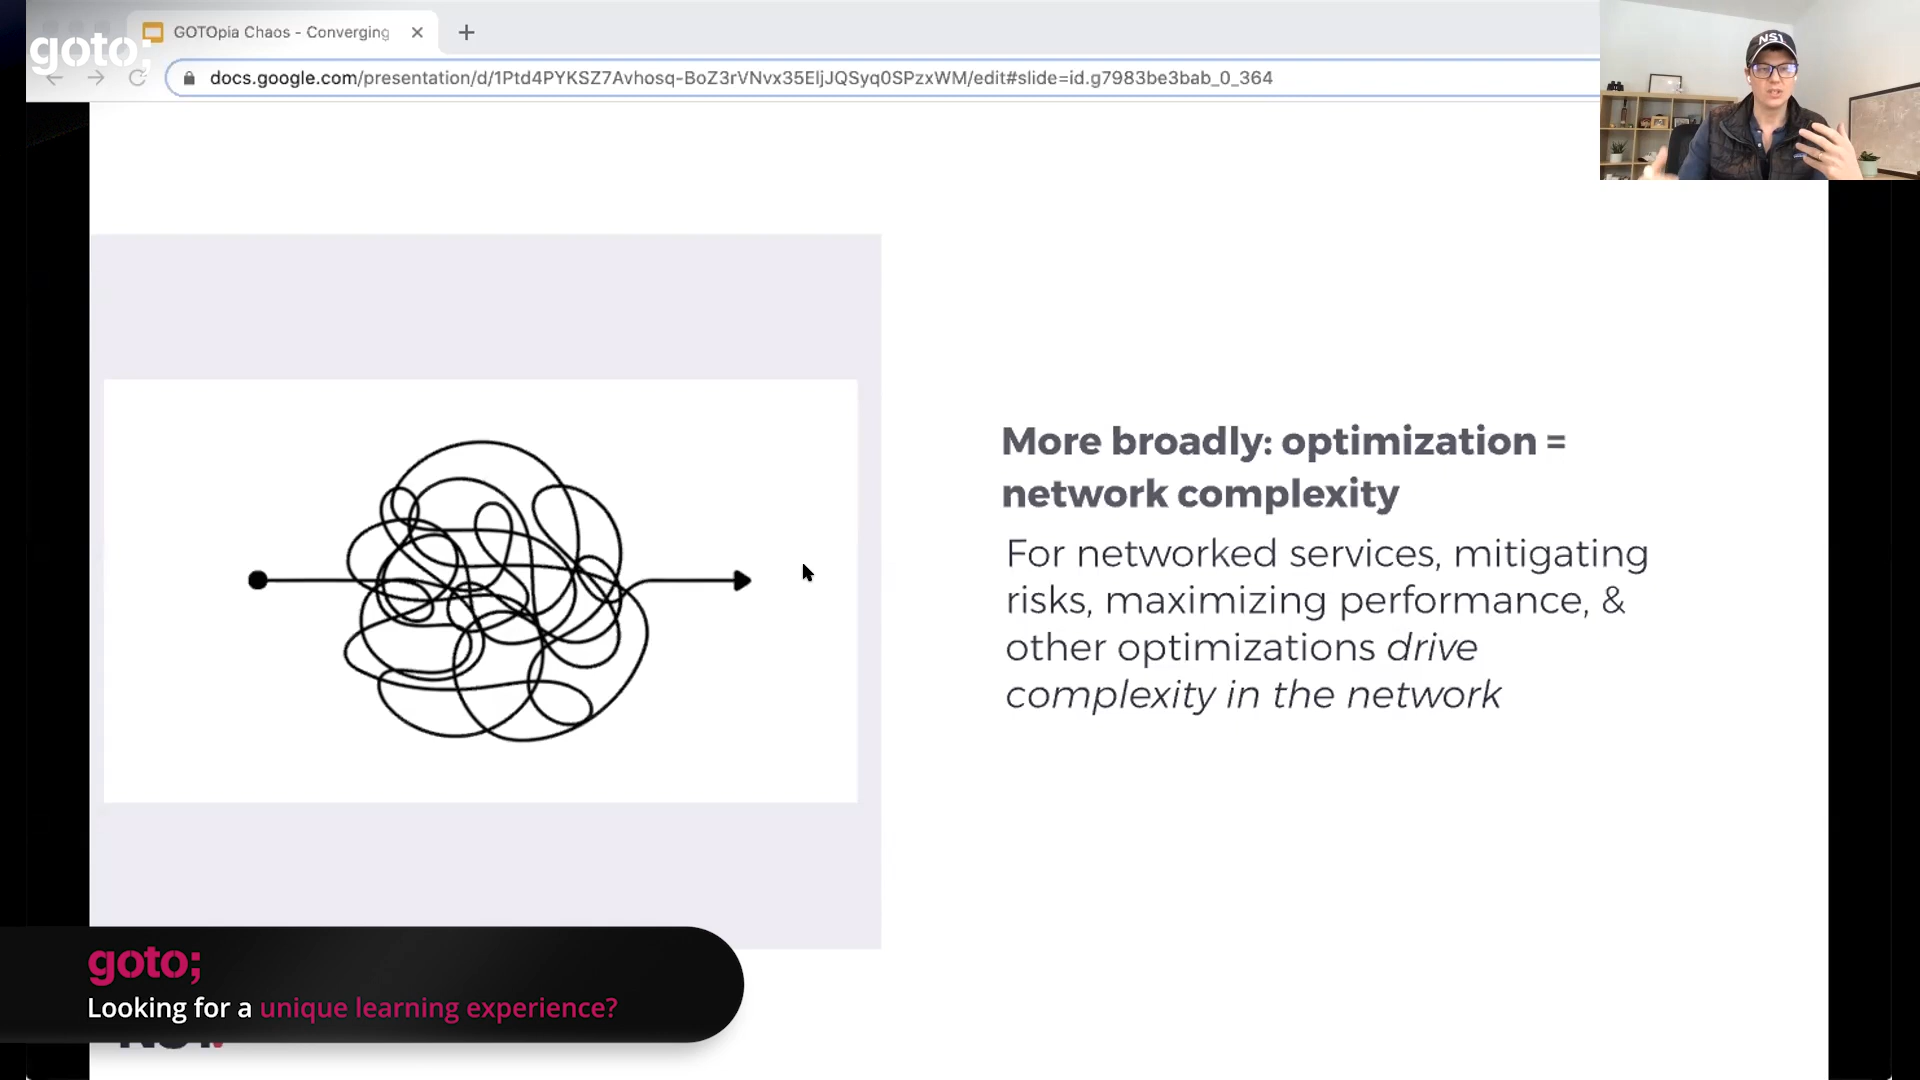 goto;
GOTOpia Chaos - Converging
docs.google.com/presentation/d/1Ptd4PYKSZ7Avhosq-BoZ3rVNvx35EljJQSyq0SPzxWM/edit#slide=id.g7983be3bab_0_364
NS1
More broadly: optimization =
network complexity
For networked services, mitigating
risks, maximizing performance, &
other optimizations drive
complexity in the network
goto;
Looking for a unique learning experience?